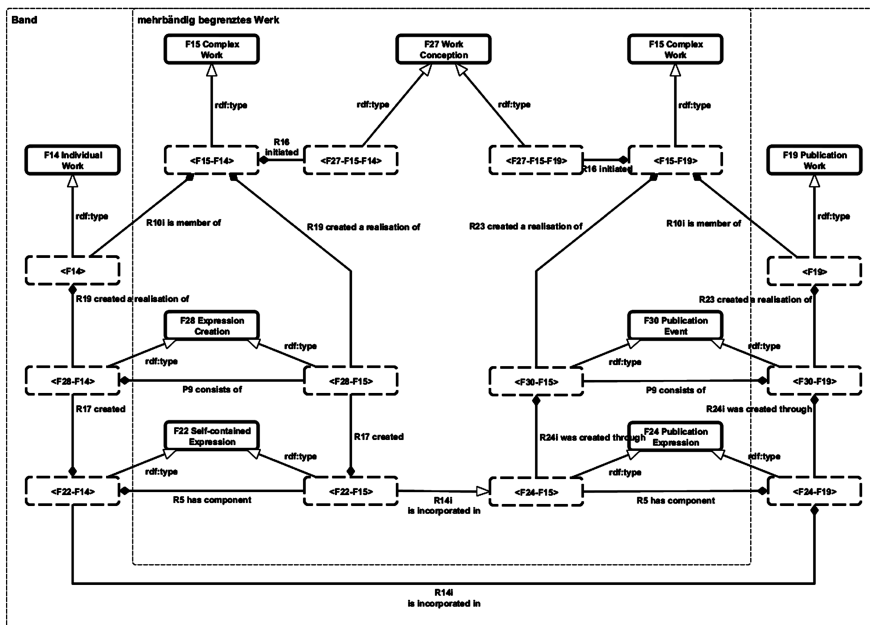 Band
mehrbändig begrenztes Werk
F15 Complex
Work
F27 Work
Conception
F15 Complex
Work
rdf:type
rdf:type
rdf:type
rdf:type
F14 Individual
Work
<F15-F14>
R16
initiated
<F27-F15-F14>
<F27-F15-F19>
R16 initiated
<F15-F19>
F19 Publication
Work
rdf:type
R10i is member of
R19 created a realisation of
R23 created a realisation of
R10i is member of
rdf:type
<F14>
<F19>
R19 created a realisation of
R23 created a realisation of
F28 Expression
Creation
F30 Publication
Event
rdf:type
rdf:type
rdf:type
rdf:type
<F28-F14>
P9 consists of
<F28-F15>
<F30-F15>
P9 consists of
<F30-F19>
R17 created
R17 created
R24i was created through
R24i was created through
F22 Self-contained
Expression
F24 Publication
Expression
rdf:type
rdf:type
rdf:type
rdf:type
<F22-F14>
R5 has component
<F22-F15>
R14i
is incorporated in
<F24-F15>
R5 has component
<F24-F19>
R14i
is incorporated in